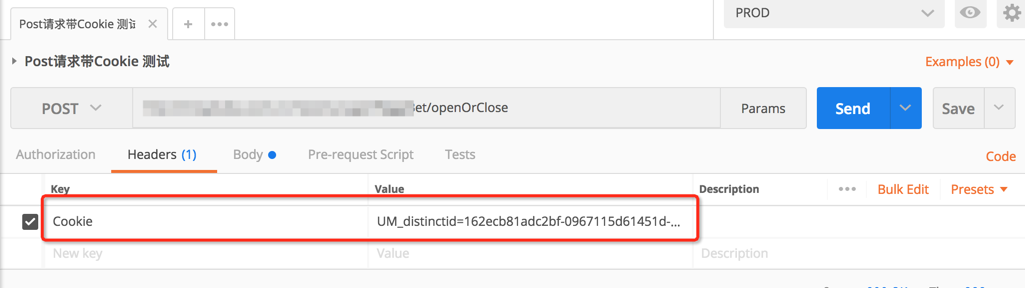 Post请求带Cookie 测试
PROD
Post请求带Cookie 测试
Examples (0)
POST
et/openOrClose
Params
Send
Save
Authorization
Headers (1)
Body
Pre-request Script
Tests
Code
Key
Value
Description
Bulk Edit
Presets
Cookie
UM_distinctid=162ecb81adc2bf-0967115d61451d-...
New key
Value
Description